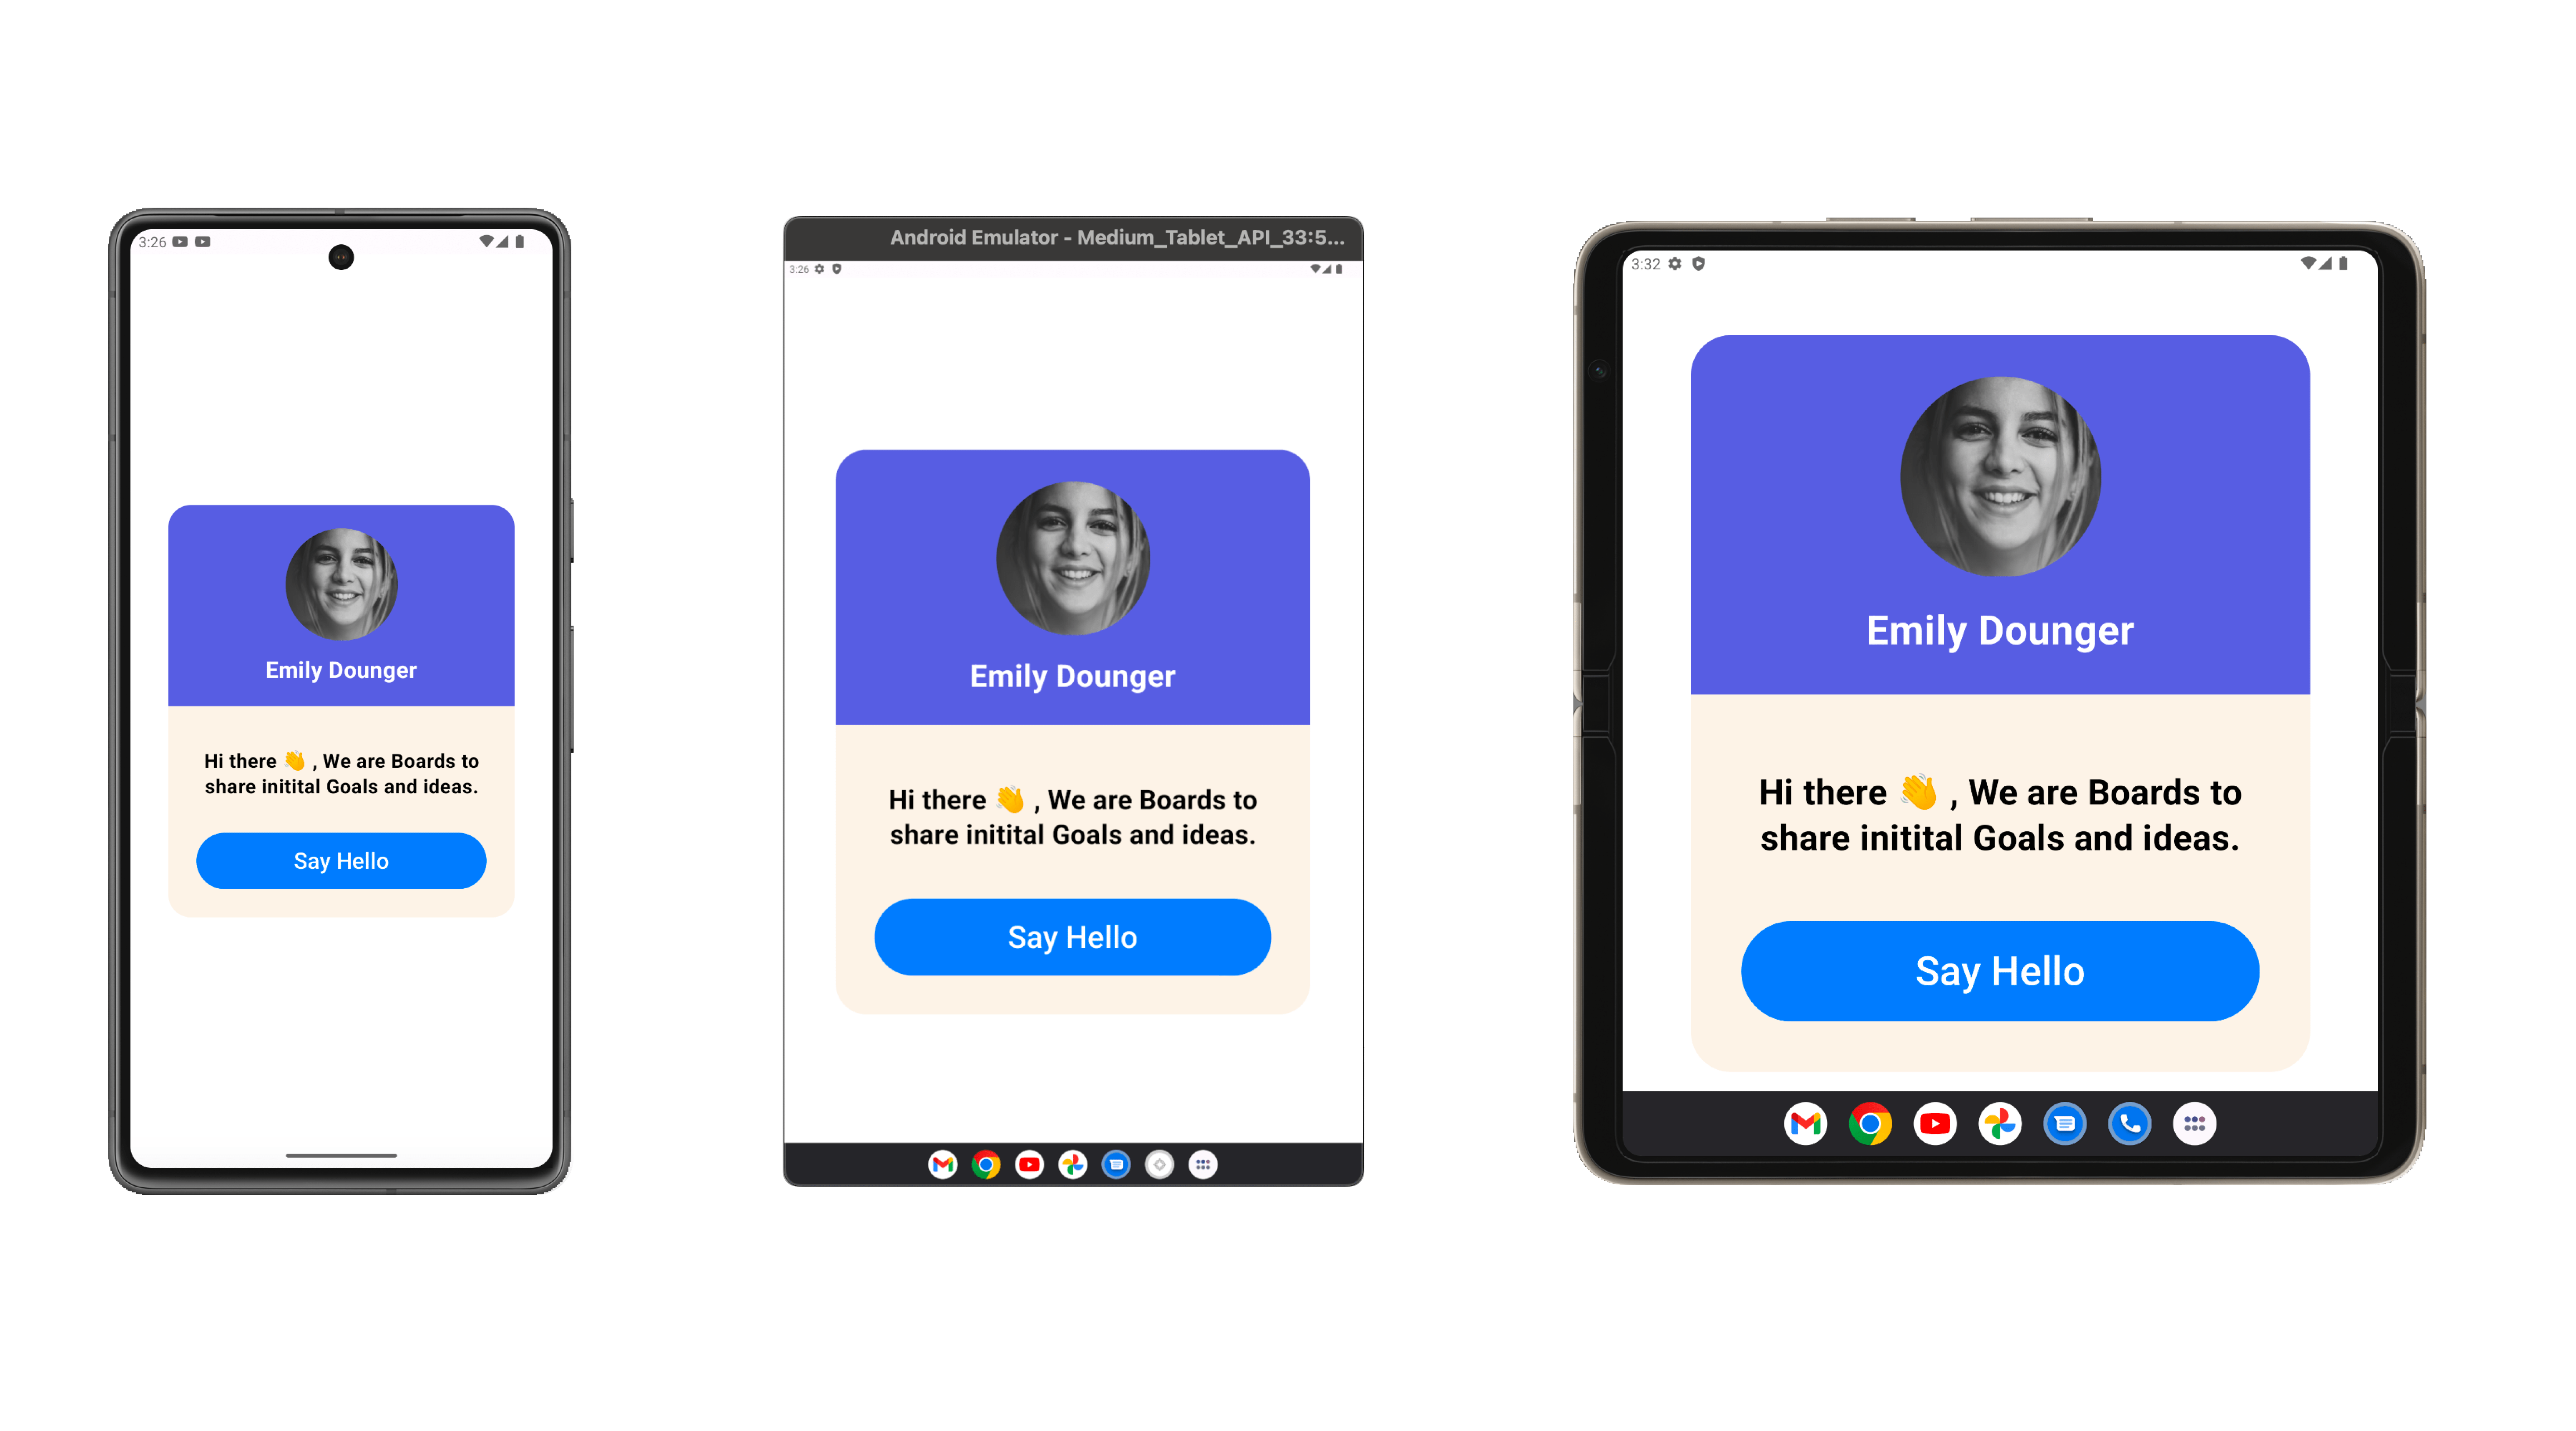 3:26
Emily Dounger
Hi there 👋 , We are Boards to
share initital Goals and ideas.
Say Hello
Android Emulator - Medium_Tablet_API_33:5...
3:26
Emily Dounger
Hi there 👋 , We are Boards to
share initital Goals and ideas.
Say Hello
3:32
Emily Dounger
Hi there 👋 , We are Boards to
share initital Goals and ideas.
Say Hello